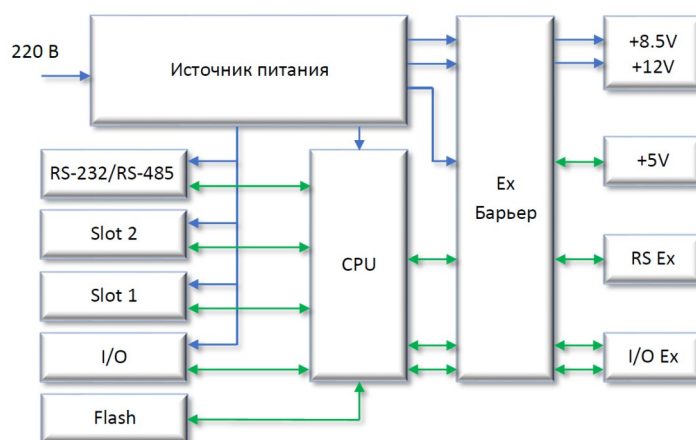 220 В
Источник питания
+8.5V
+12V
RS-232/RS-485
+5V
Ex
Барьер
Slot 2
CPU
RS Ex
Slot 1
I/O
I/O Ex
Flash